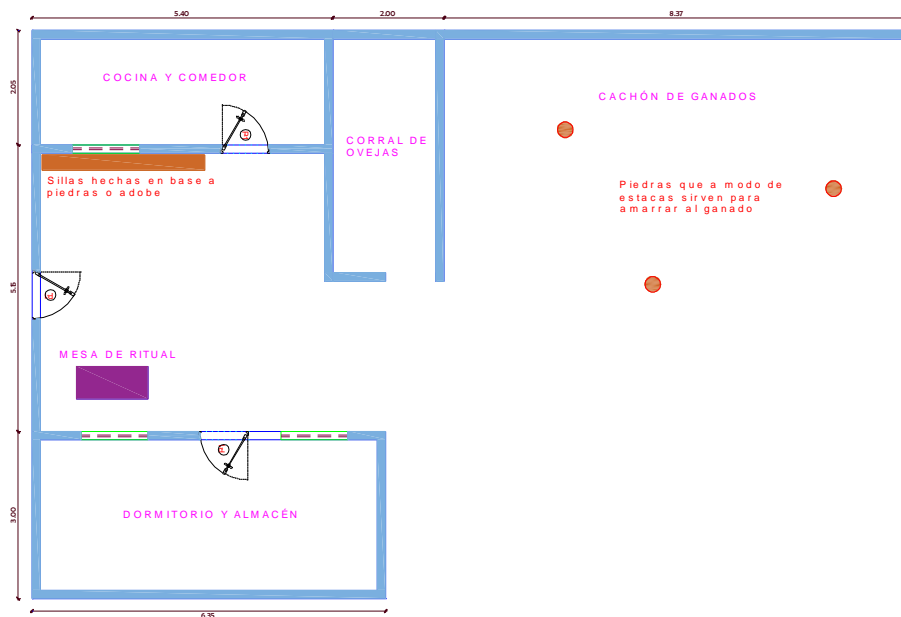 5.40
2.00
8.37
2.05
COCINA Y COMEDOR
CACHÓN DE GANADOS
CORRAL DE
OVEJAS
Sillas hechas en base a
piedras o adobe
Piedras que a modo de
estacas sirven para
amarrar al ganado
5.15
MESA DE RITUAL
DORMITORIO Y ALMACÉN
3.00
6.35